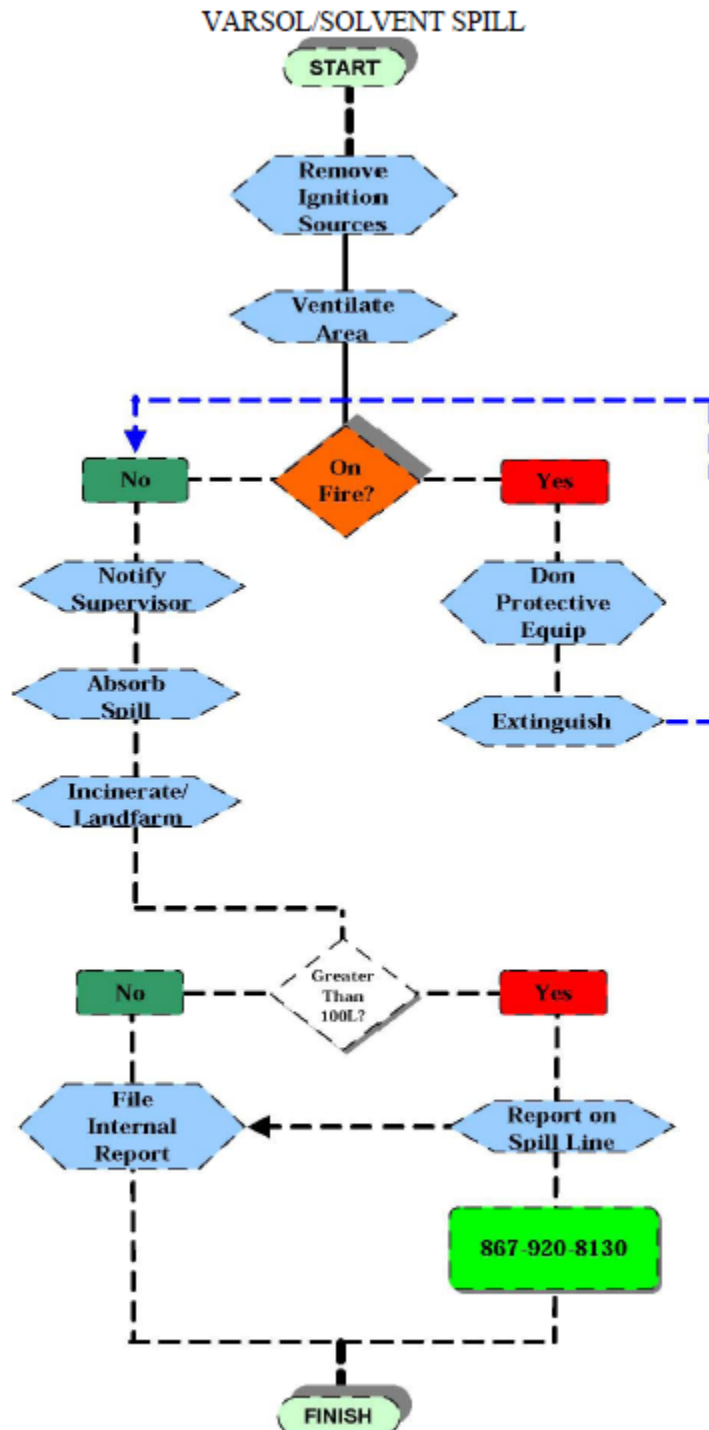 VARSOL/SOLVENT SPILL
START
Remove
Ignition
Sources
Ventilate
Area
No
On
Fire?
Yes
Notify
Supervisor
Don
Protective
Equip
Absorb
Spill
Extinguish
Incinerate/
Landfarm
Greater
Than
100L?
No
Yes
File
Internal
Report
Report on
Spill Line
867-920-8130
FINISH